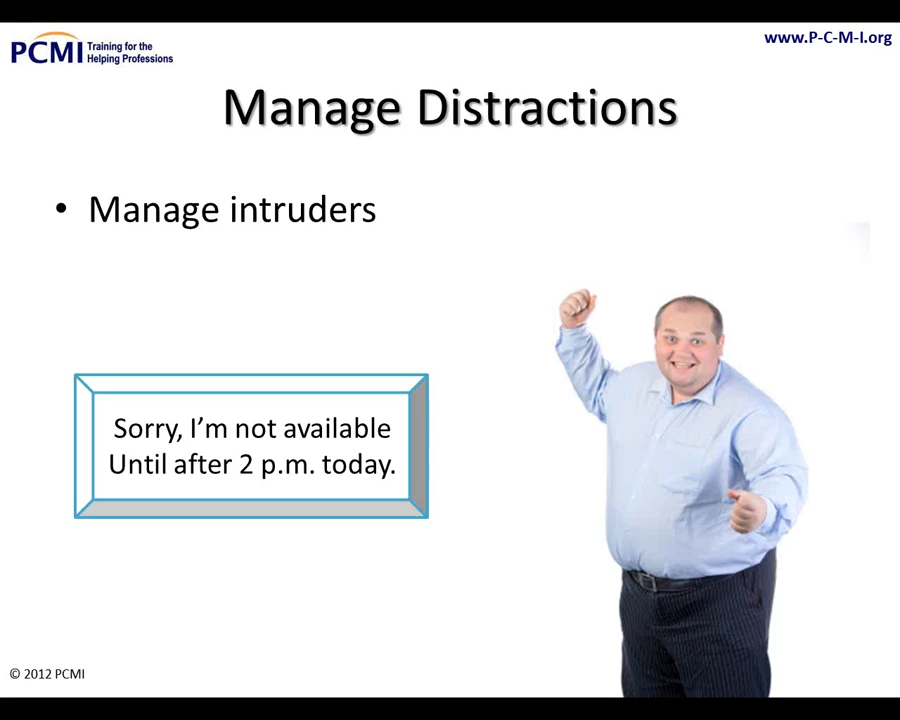 PCMI Training for the
Helping Professions
www.P-C-M-I.org
Manage Distractions
• Manage intruders
Sorry, I’m not available
Until after 2 p.m. today.
© 2012 PCMI